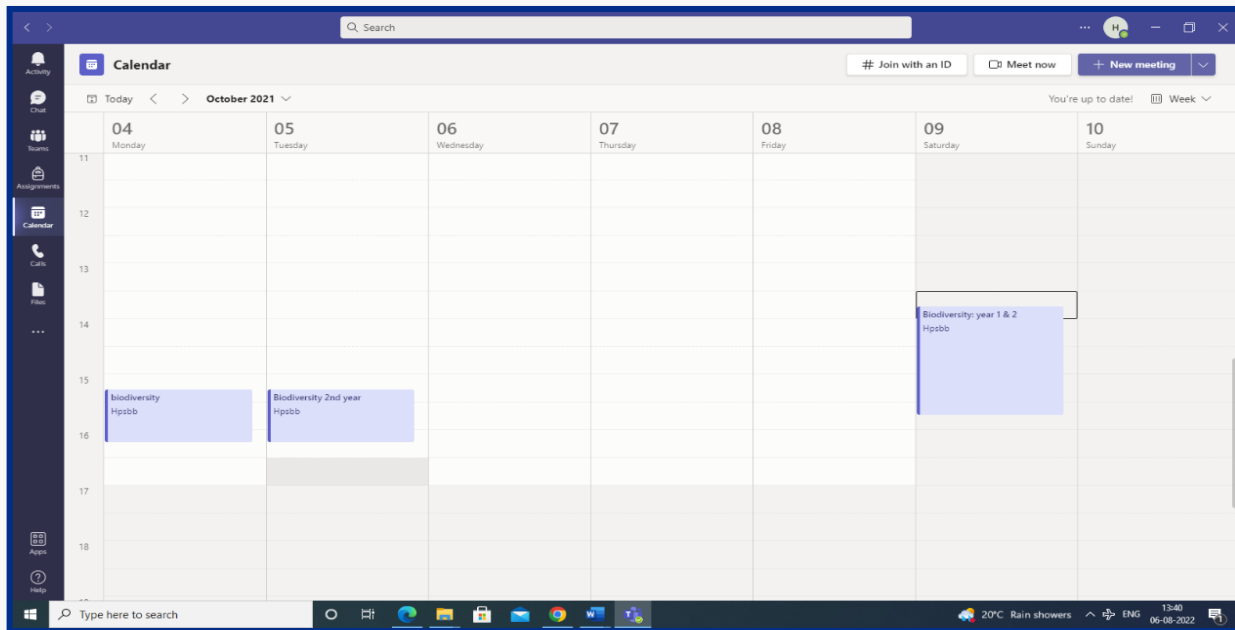 Search
H
Activity
Chat
Teams
Assignments
Calendar
Calls
Files
Apps
Help
Calendar
# Join with an ID
Meet now
+ New meeting
Today
October 2021
You're up to date!
Week
04
Monday
05
Tuesday
06
Wednesday
07
Thursday
08
Friday
09
Saturday
10
Sunday
11
12
13
14
15
16
17
18
biodiversity
Hpsbb
Biodiversity 2nd year
Hpsbb
Biodiversity: year 1 & 2
Hpsbb
Type here to search
20°C Rain showers
ENG
13:40
06-08-2022